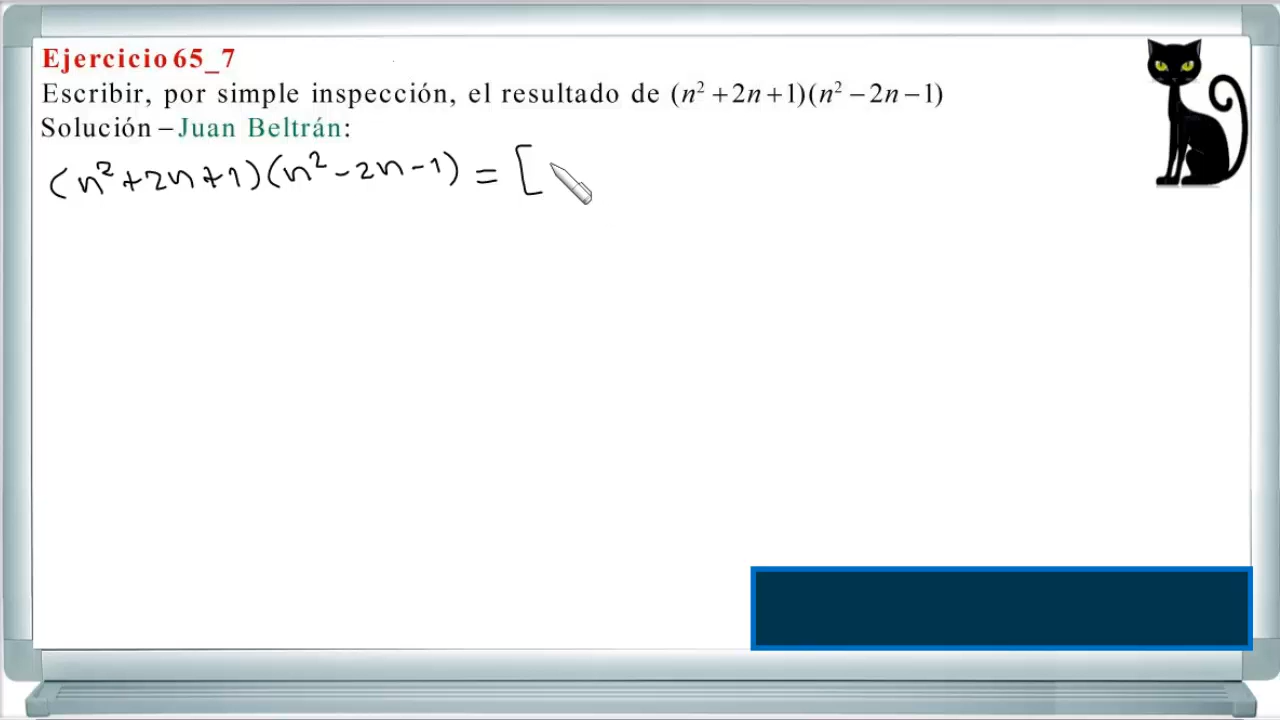 Ejercicio 65_7
Escribir, por simple inspección, el resultado de (n² + 2n + 1)(n² − 2n − 1)
Solución – Juan Beltrán:
(n² + 2n + 1)(n² - 2n - 1) = [